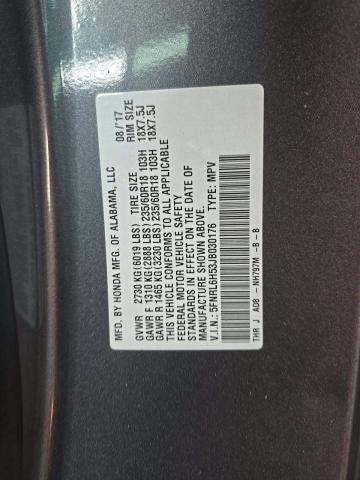 MFD. BY HONDA MFG. OF ALABAMA, LLC 08/'17
GVWR 2730 KG(6019 LBS) TIRE SIZE RIM SIZE
GAWR F 1310 KG(2888 LBS) 235/60R18 103H 18X7.5J
GAWR R 1465 KG(3230 LBS) 235/60R18 103H 18X7.5J
THIS VEHICLE CONFORMS TO ALL APPLICABLE
FEDERAL MOTOR VEHICLE SAFETY
STANDARDS IN EFFECT ON THE DATE OF
MANUFACTURE SHOWN ABOVE.
V.I.N.: 5FNRL6H53JB030176 TYPE: MPV
THR J AD8 - NH797M - B - B